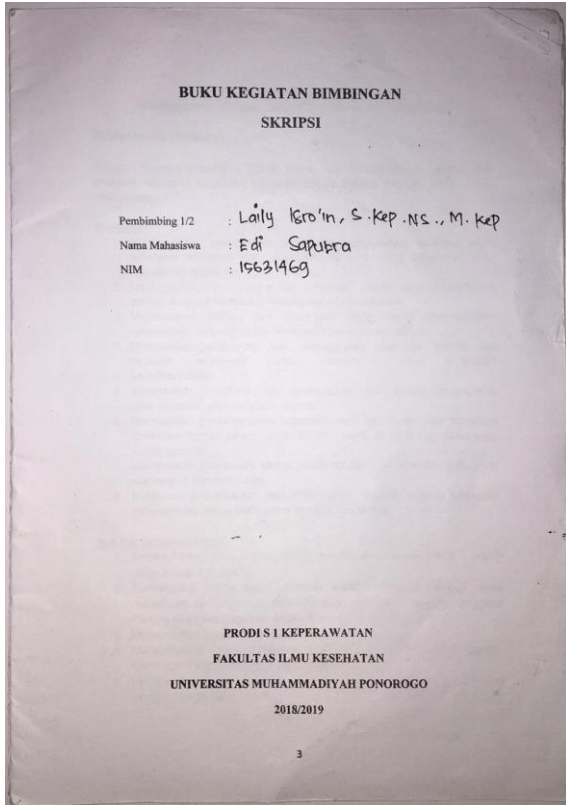 BUKU KEGIATAN BIMBINGAN
SKRIPSI
Pembimbing 1/2 : Laily Isro'in, S.Kep.NS., M.Kep
Nama Mahasiswa : Edi Saputra
NIM : 15631469
PRODI S 1 KEPERAWATAN
FAKULTAS ILMU KESEHATAN
UNIVERSITAS MUHAMMADIYAH PONOROGO
2018/2019
3